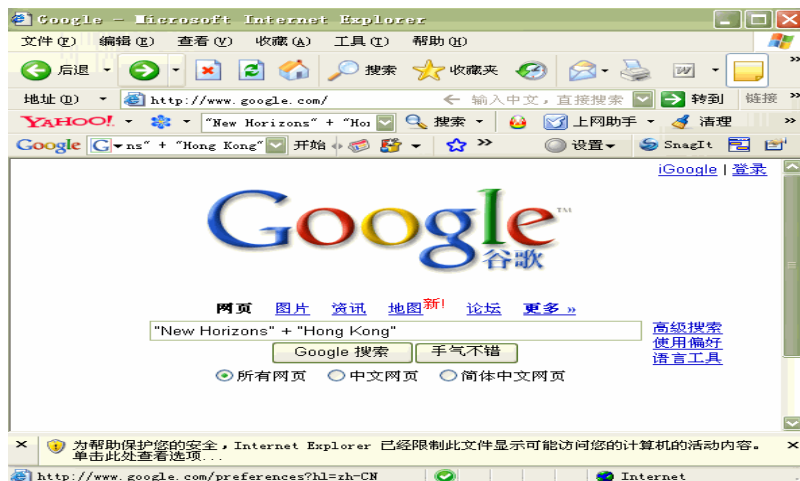 Google - Microsoft Internet Explorer
文件(F) 编辑(E) 查看(V) 收藏(A) 工具(T) 帮助(H)
后退 搜索 收藏夹 W »
地址(D) http://www.google.com/ ← 输入中文，直接搜索 转到 链接 »
YAHOO! "New Horizons" + "Ho 搜索 上网助手 清理 »
Google G ns" + "Hong Kong" 开始 » 设置 SnagIt
iGoogle | 登录
Google™
谷歌
网页 图片 资讯 地图新! 论坛 更多 »
"New Horizons" + "Hong Kong"
高级搜索
Google 搜索 手气不错
使用偏好
语言工具
所有网页 中文网页 简体中文网页
为帮助保护您的安全，Internet Explorer 已经限制此文件显示可能访问您的计算机的活动内容。
单击此处查看选项...
http://www.google.com/preferences?hl=zh-CN Internet